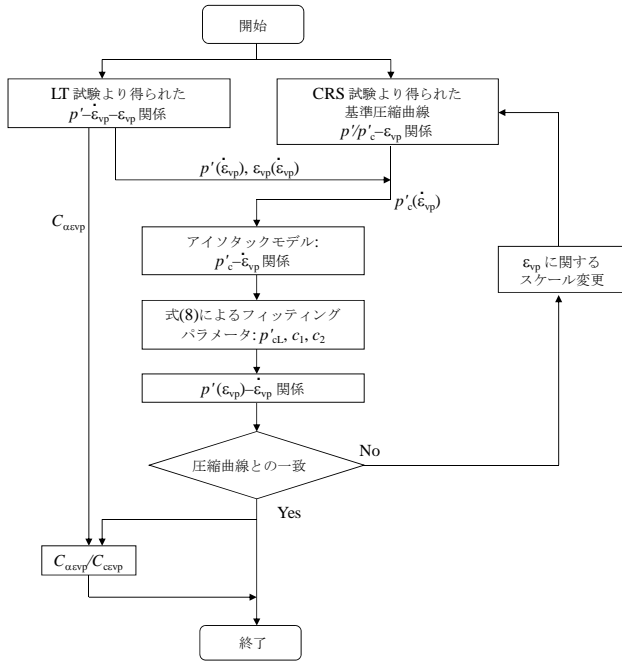 開始
LT 試験より得られた
p′–ε̇vp–εvp 関係
CRS 試験より得られた
基準圧縮曲線
p′/p′c–εvp 関係
p′(ε̇vp), εvp(ε̇vp)
p′c(ε̇vp)
Cαεvp
アイソタックモデル:
p′c–ε̇vp 関係
εvp に関する
スケール変更
式(8)によるフィッティング
パラメータ: p′cL, c1, c2
p′(εvp)–ε̇vp 関係
圧縮曲線との一致
No
Yes
Cαεvp/Ccεvp
終了